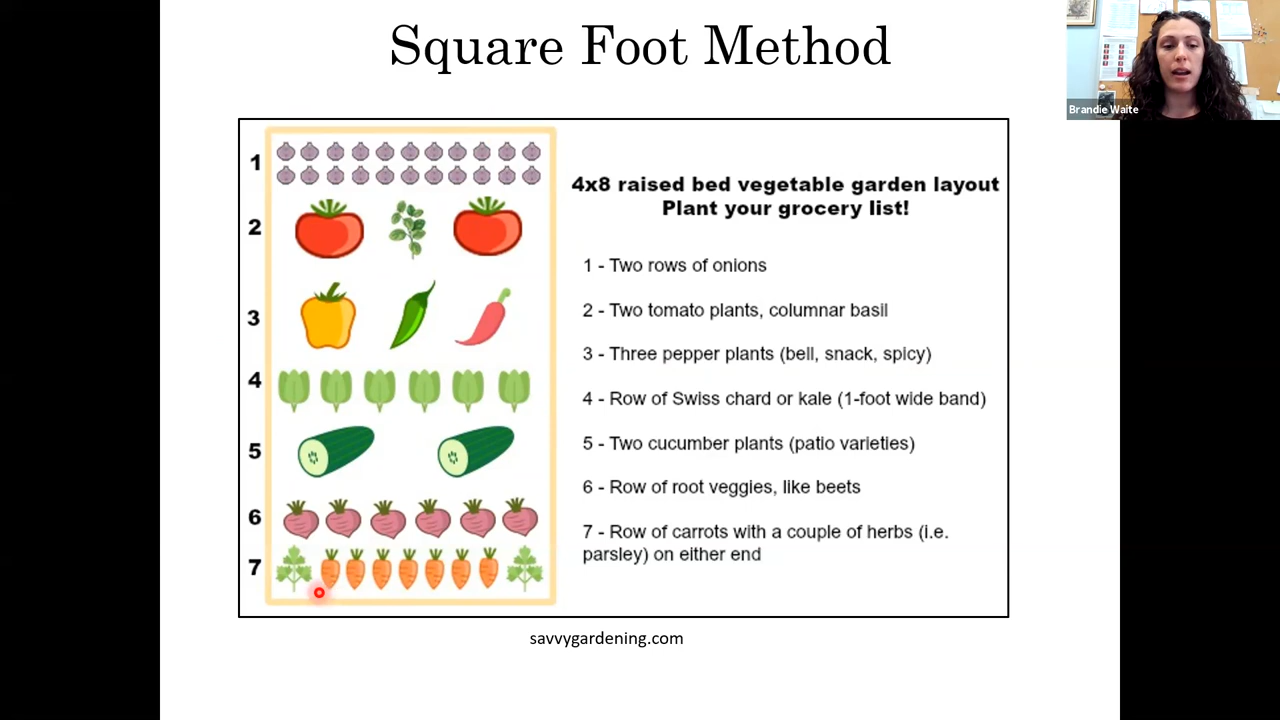 Square Foot Method
Brandie Waite
1
2
3
4
5
6
7
4x8 raised bed vegetable garden layout
Plant your grocery list!
1 - Two rows of onions
2 - Two tomato plants, columnar basil
3 - Three pepper plants (bell, snack, spicy)
4 - Row of Swiss chard or kale (1-foot wide band)
5 - Two cucumber plants (patio varieties)
6 - Row of root veggies, like beets
7 - Row of carrots with a couple of herbs (i.e.
parsley) on either end
savvygardening.com